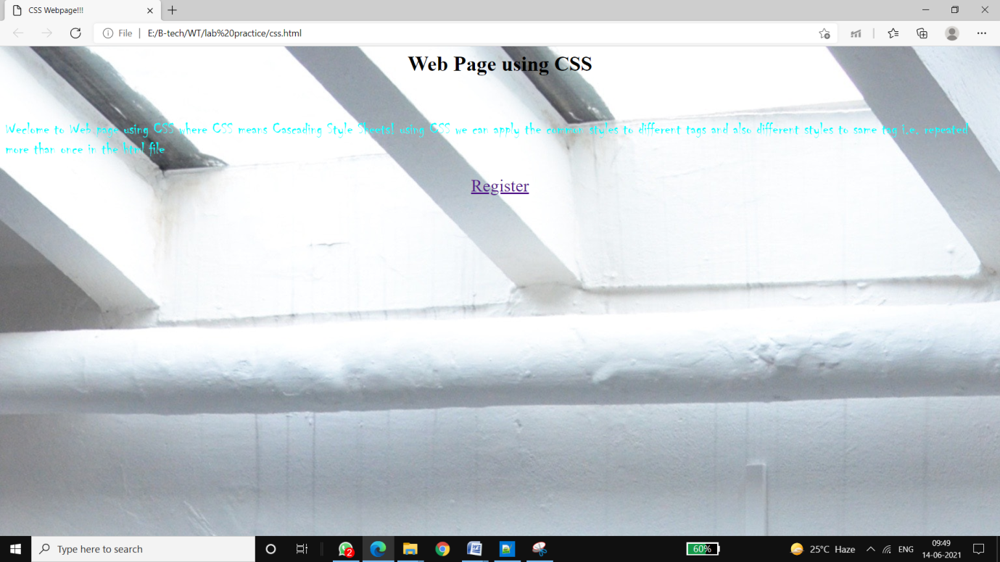 CSS Webpage!!!
File | E:/B-tech/WT/lab%20practice/css.html
Web Page using CSS
Weclome to Web page using CSS where CSS means Cascading Style Sheets! using CSS we can apply the common styles to different tags and also different styles to same tag i.e. repeated
more than once in the html file
Register
Type here to search
2
60%
25°C Haze
ENG
09:49
14-06-2021